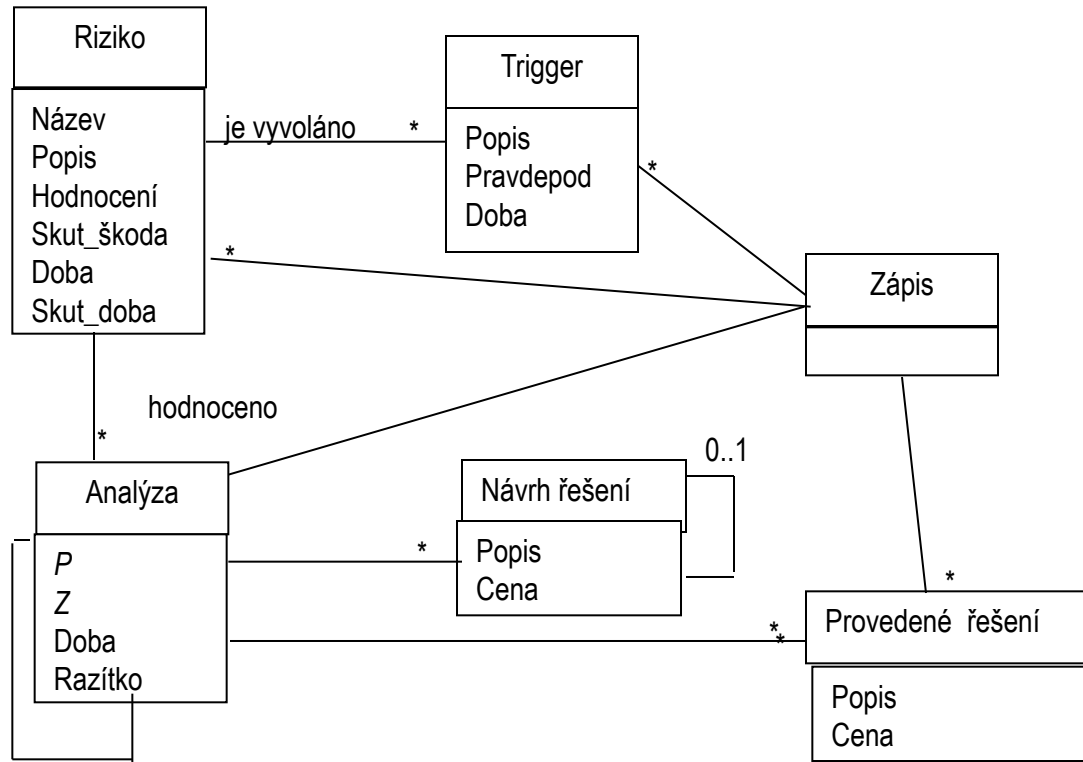 Riziko
Název
Popis
Hodnocení
Skut_škoda
Doba
Skut_doba
je vyvoláno
*
Trigger
Popis
Pravdepod
Doba
*
*
Zápis
hodnoceno
*
Analýza
P
Z
Doba
Razítko
0..1
*
Návrh řešení
Popis
Cena
*
*
*
Provedené řešení
Popis
Cena